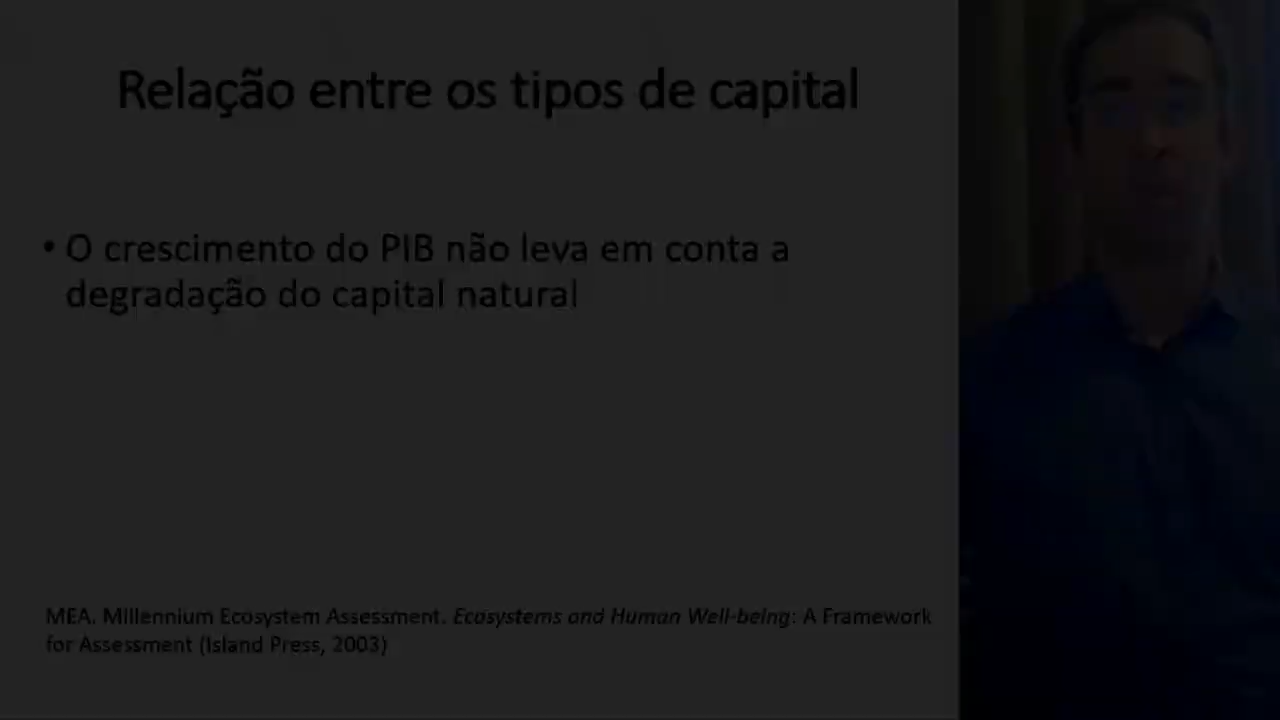 Relação entre os tipos de capital
• O crescimento do PIB não leva em conta a
degradação do capital natural
MEA. Millennium Ecosystem Assessment. Ecosystems and Human Well-being: A Framework
for Assessment (Island Press, 2003)